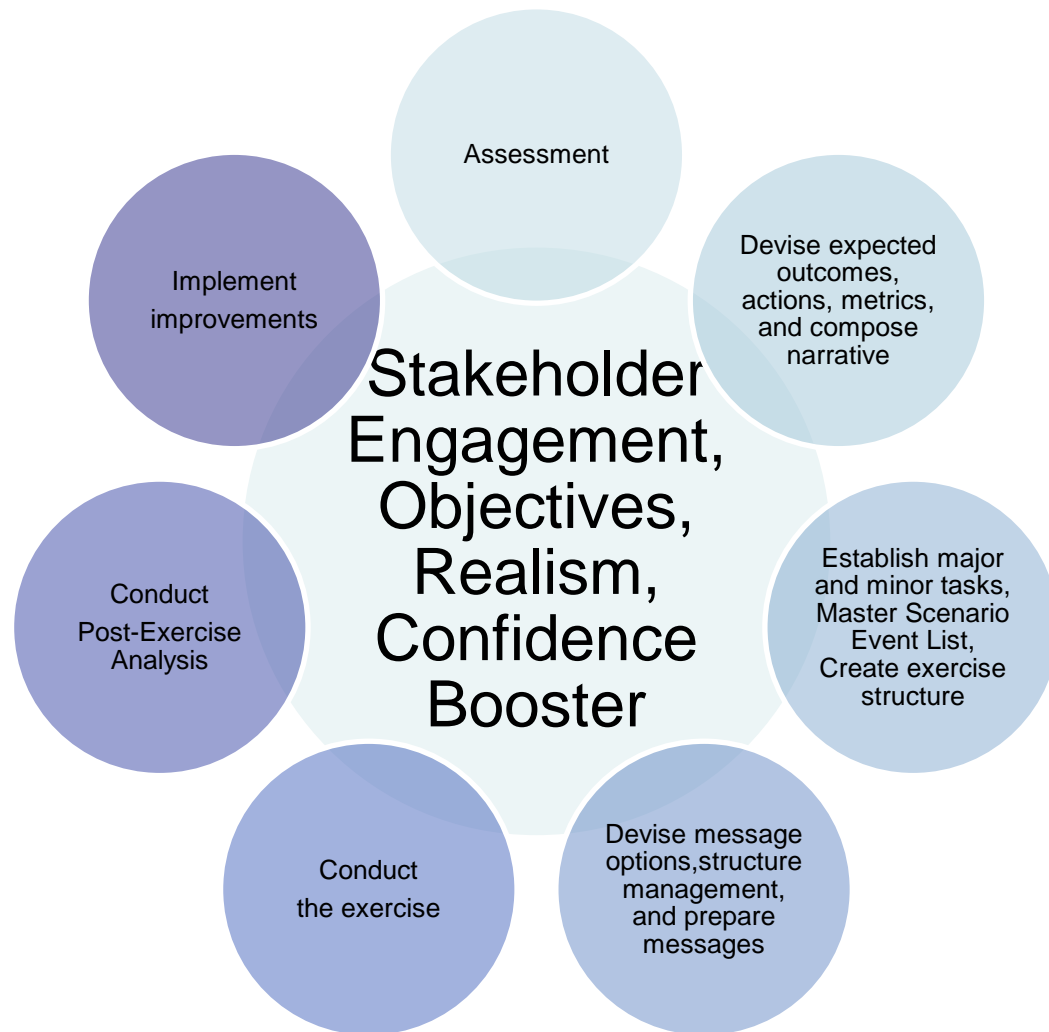 Assessment
Devise expected
outcomes,
actions, metrics,
and compose
narrative
Establish major
and minor tasks,
Master Scenario
Event List,
Create exercise
structure
Devise message
options,structure
management,
and prepare
messages
Conduct
the exercise
Conduct
Post-Exercise
Analysis
Implement
improvements
Stakeholder
Engagement,
Objectives,
Realism,
Confidence
Booster